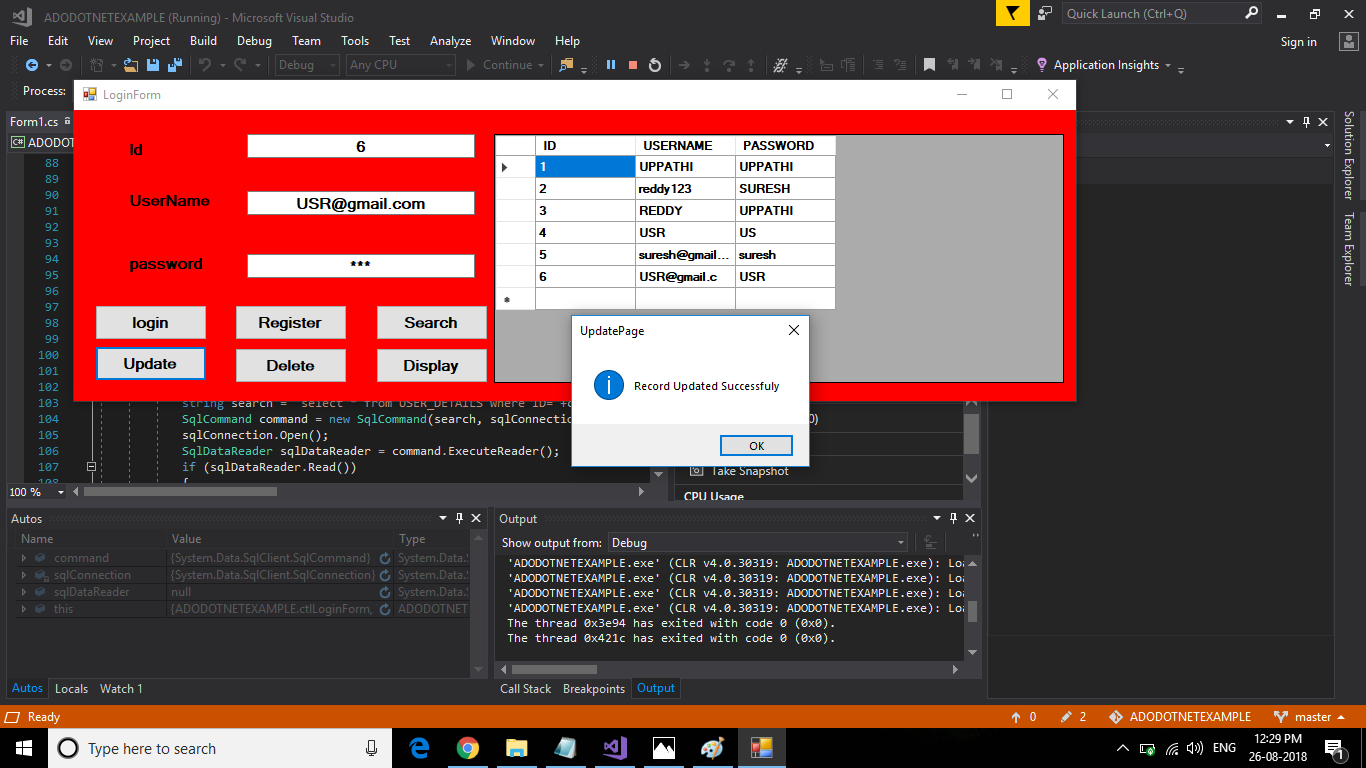 ADODOTNETEXAMPLE (Running) - Microsoft Visual Studio
Quick Launch (Ctrl+Q)
File Edit View Project Build Debug Team Tools Test Analyze Window Help
Sign in
Debug Any CPU Continue Application Insights
Process:
LoginForm
Form1.cs
ADODOT
Id 6
UserName USR@gmail.com
password ***
login Register Search
Update Delete Display
ID USERNAME PASSWORD
1 UPPATHI UPPATHI
2 reddy123 SURESH
3 REDDY UPPATHI
4 USR US
5 suresh@gmail... suresh
6 USR@gmail.c USR
*
UpdatePage
Record Updated Successfuly
OK
Solution Explorer
Team Explorer
88
89
90
91
92
93
94
95
96
97
98
99
100
101
102
103 string search = "select * from USER_DETAILS where ID="+c
104 SqlCommand command = new SqlCommand(search, sqlConnection
105 sqlConnection.Open();
106 SqlDataReader sqlDataReader = command.ExecuteReader();
107 if (sqlDataReader.Read())
108 {
0)
Take Snapshot
CPU Usage
100 %
Autos
Name Value Type
command {System.Data.SqlClient.SqlCommand} System.Data.S
sqlConnection {System.Data.SqlClient.SqlConnection} System.Data.S
sqlDataReader null System.Data.S
this {ADODOTNETEXAMPLE.ctlLoginForm, ADODOTNET
Autos Locals Watch 1
Output
Show output from: Debug
'ADODOTNETEXAMPLE.exe' (CLR v4.0.30319: ADODOTNETEXAMPLE.exe): Loa
'ADODOTNETEXAMPLE.exe' (CLR v4.0.30319: ADODOTNETEXAMPLE.exe): Loa
'ADODOTNETEXAMPLE.exe' (CLR v4.0.30319: ADODOTNETEXAMPLE.exe): Loa
'ADODOTNETEXAMPLE.exe' (CLR v4.0.30319: ADODOTNETEXAMPLE.exe): Loa
The thread 0x3e94 has exited with code 0 (0x0).
The thread 0x421c has exited with code 0 (0x0).
Call Stack Breakpoints Output
Ready 0 2 ADODOTNETEXAMPLE master
Type here to search
ENG
12:29 PM
26-08-2018
1